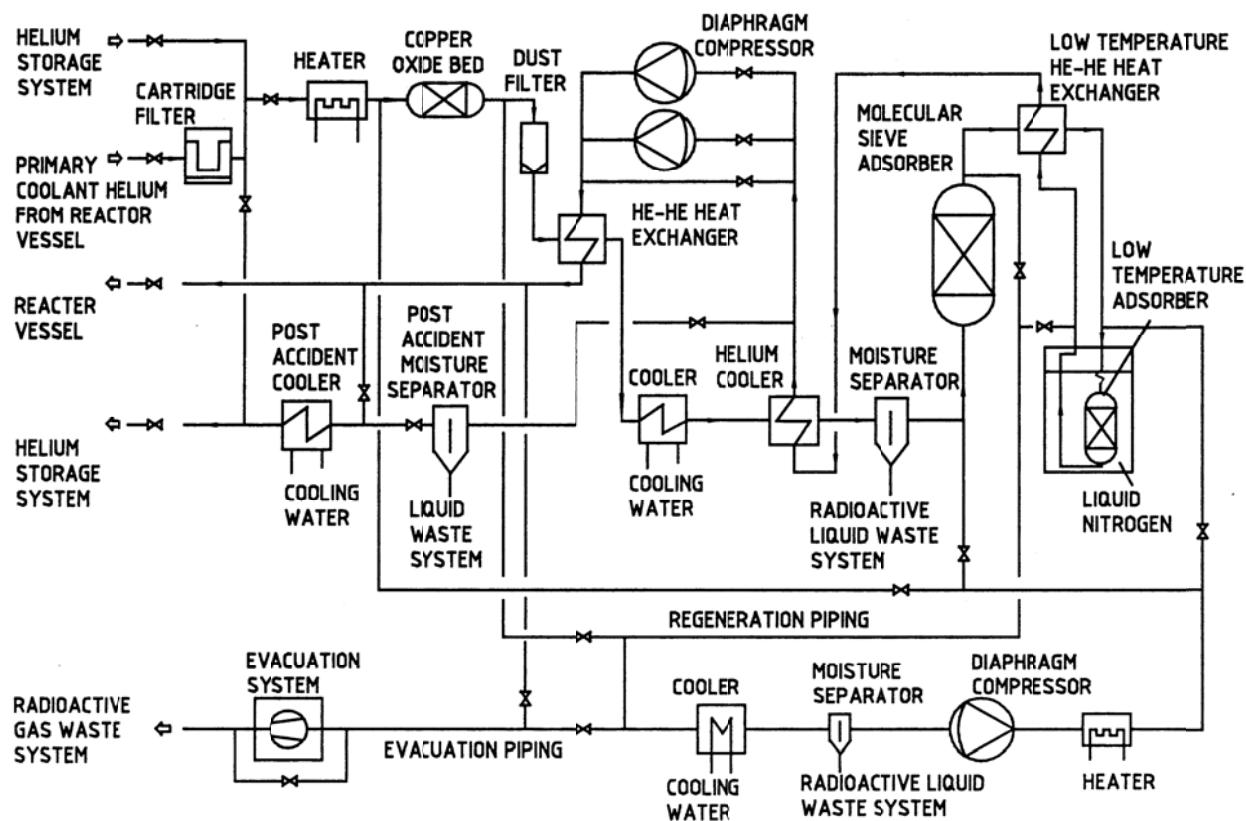 HELIUM
STORAGE
SYSTEM
CARTRIDGE
FILTER
PRIMARY
COOLANT HELIUM
FROM REACTOR
VESSEL
REACTER
VESSEL
HELIUM
STORAGE
SYSTEM
HEATER
COPPER
OXIDE BED
DUST
FILTER
DIAPHRAGM
COMPRESSOR
HE-HE HEAT
EXCHANGER
MOLECULAR
SIEVE
ADSORBER
LOW TEMPERATURE
HE-HE HEAT
EXCHANGER
LOW
TEMPERATURE
ADSORBER
LIQUID
NITROGEN
POST
ACCIDENT
COOLER
COOLING
WATER
POST
ACCIDENT
MOISTURE
SEPARATOR
LIQUID
WASTE
SYSTEM
COOLER
COOLING
WATER
HELIUM
COOLER
MOISTURE
SEPARATOR
RADIOACTIVE
LIQUID WASTE
SYSTEM
REGENERATION PIPING
EVACUATION
SYSTEM
RADIOACTIVE
GAS WASTE
SYSTEM
EVACUATION PIPING
COOLER
COOLING
WATER
MOISTURE
SEPARATOR
RADIOACTIVE LIQUID
WASTE SYSTEM
DIAPHRAGM
COMPRESSOR
HEATER